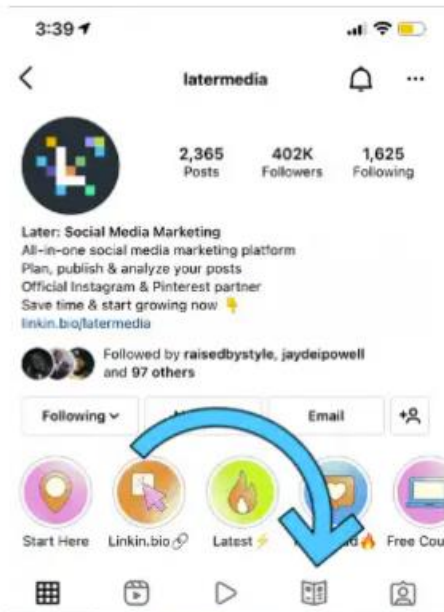 3:39
latermedia
2,365 402K 1,625
Posts Followers Following
Later: Social Media Marketing
All-in-one social media marketing platform
Plan, publish & analyze your posts
Official Instagram & Pinterest partner
Save time & start growing now 👇
linkin.bio/latermedia
Followed by raisedbystyle, jaydeipowell
and 97 others
Following Email
Start Here Linkin.bio🔗 Latest⚡ Free Cou